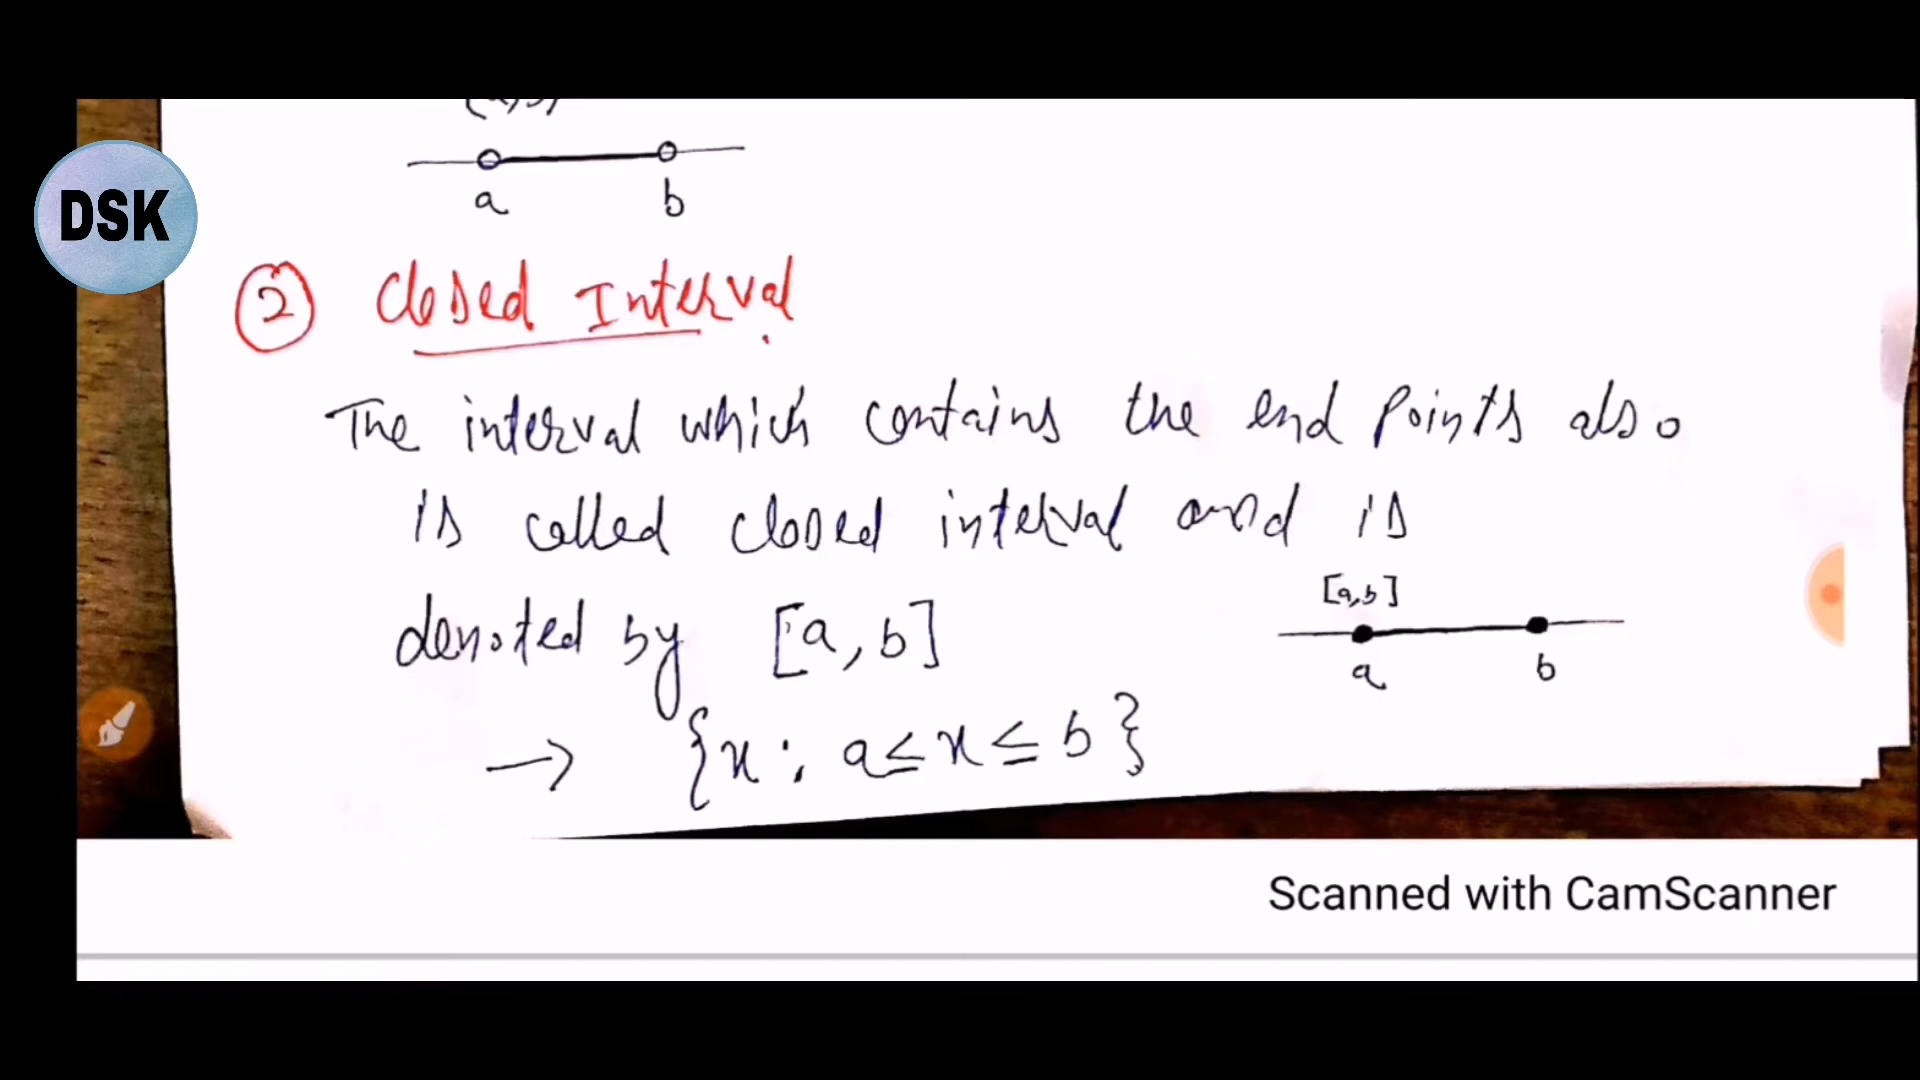 a b
DSK
② Closed Interval
The interval which contains the end points also
is called closed interval and is
[a,b]
denoted by [a, b]
a b
→ {x : a≤x≤b}
Scanned with CamScanner